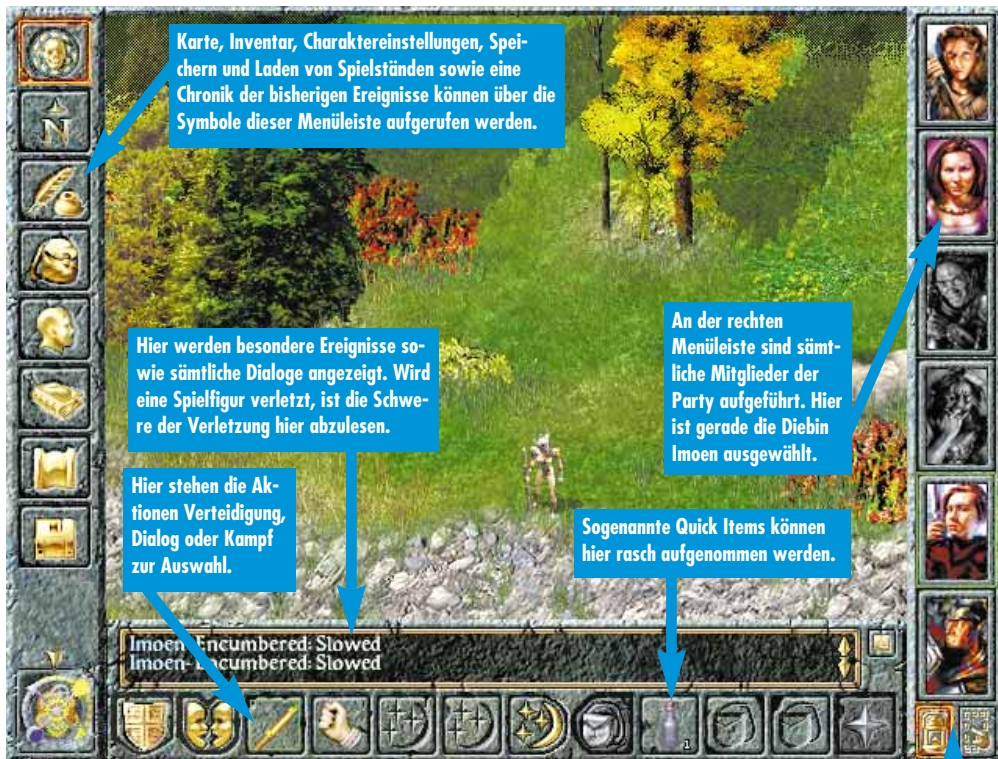 Karte, Inventar, Charaktereinstellungen, Spei-
chern und Laden von Spielständen sowie eine
Chronik der bisherigen Ereignisse können über die
Symbole dieser Menüleiste aufgerufen werden.
N
An der rechten
Menüleiste sind sämt-
liche Mitglieder der
Party aufgeführt. Hier
ist gerade die Diebin
Imoen ausgewählt.
Hier werden besondere Ereignisse so-
wie sämtliche Dialoge angezeigt. Wird
eine Spielfigur verletzt, ist die Schwe-
re der Verletzung hier abzulesen.
Hier stehen die Ak-
tionen Verteidigung,
Dialog oder Kampf
zur Auswahl.
Sogenannte Quick Items können
hier rasch aufgenommen werden.
Imoen- Encumbered: Slowed
Imoen- Encumbered: Slowed
1